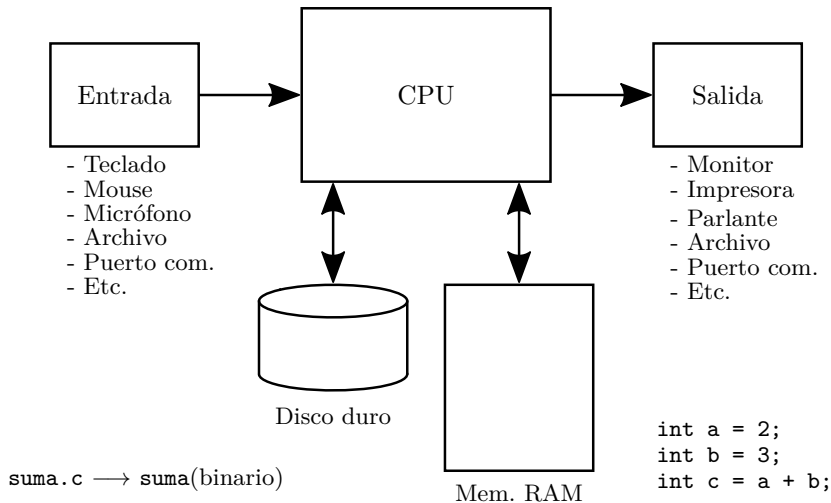 Entrada
CPU
Salida
- Teclado
- Mouse
- Micrófono
- Archivo
- Puerto com.
- Etc.
- Monitor
- Impresora
- Parlante
- Archivo
- Puerto com.
- Etc.
Disco duro
Mem. RAM
suma.c ⟶ suma(binario)
int a = 2;
int b = 3;
int c = a + b;